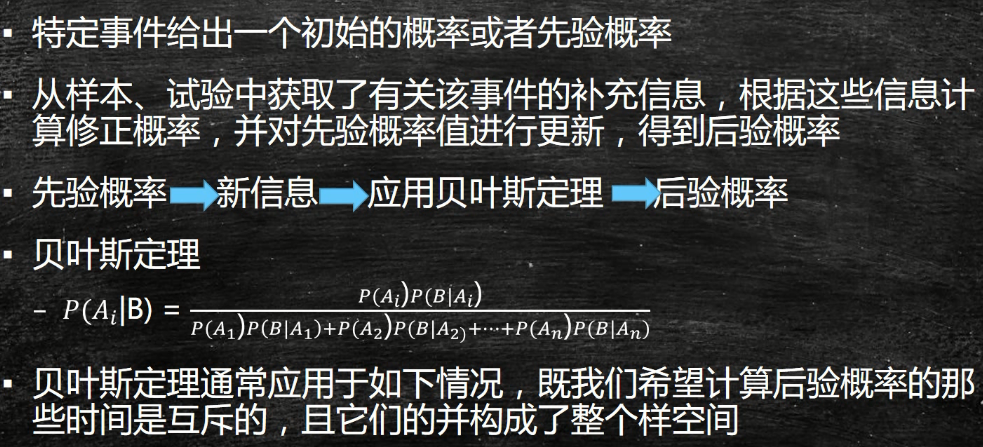 ▪ 特定事件给出一个初始的概率或者先验概率
▪ 从样本、试验中获取了有关该事件的补充信息，根据这些信息计
算修正概率，并对先验概率值进行更新，得到后验概率
▪ 先验概率➡新信息➡应用贝叶斯定理➡后验概率
▪ 贝叶斯定理
– P(A_i|B) = \frac{P(A_i)P(B|A_i)}{P(A_1)P(B|A_1)+P(A_2)P(B|A_2)+⋯+P(A_n)P(B|A_n)}
▪ 贝叶斯定理通常应用于如下情况，既我们希望计算后验概率的那
些时间是互斥的，且它们的并构成了整个样空间